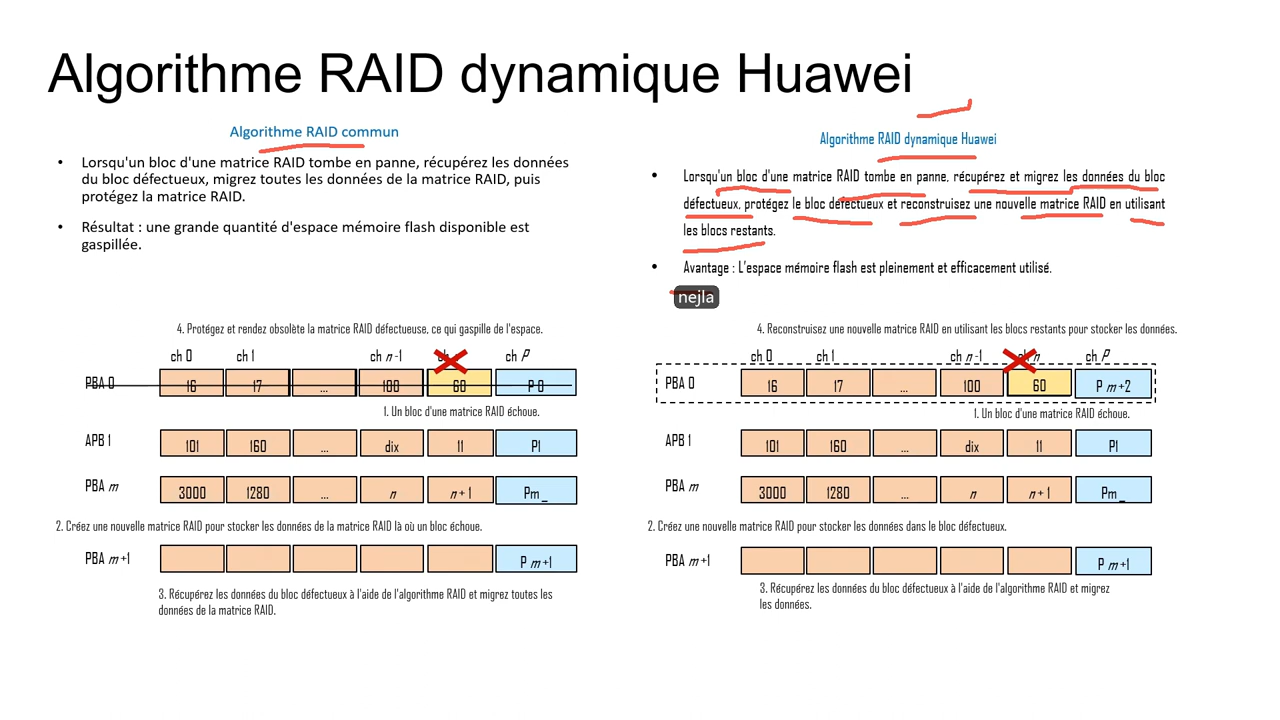 Algorithme RAID dynamique Huawei
Algorithme RAID commun
• Lorsqu'un bloc d'une matrice RAID tombe en panne, récupérez les données
du bloc défectueux, migrez toutes les données de la matrice RAID, puis
protégez la matrice RAID.
• Résultat : une grande quantité d'espace mémoire flash disponible est
gaspillée.
4. Protégez et rendez obsolète la matrice RAID défectueuse, ce qui gaspille de l'espace.
ch 0 ch 1 ch n-1 ch P
PBA 0 16 17 ... 100 60 P 0
1. Un bloc d'une matrice RAID échoue.
APB 1 101 160 ... dix 11 P1
PBA m 3000 1280 ... n n+1 Pm_
2. Créez une nouvelle matrice RAID pour stocker les données de la matrice RAID là où un bloc échoue.
PBA m+1 P m+1
3. Récupérez les données du bloc défectueux à l'aide de l'algorithme RAID et migrez toutes les
données de la matrice RAID.
Algorithme RAID dynamique Huawei
• Lorsqu'un bloc d'une matrice RAID tombe en panne, récupérez et migrez les données du bloc
défectueux, protégez le bloc défectueux et reconstruisez une nouvelle matrice RAID en utilisant
les blocs restants.
• Avantage : L'espace mémoire flash est pleinement et efficacement utilisé.
nejla
4. Reconstruisez une nouvelle matrice RAID en utilisant les blocs restants pour stocker les données.
ch 0 ch 1 ch n-1 ch n ch P
PBA 0 16 17 ... 100 60 P m+2
1. Un bloc d'une matrice RAID échoue.
APB 1 101 160 ... dix 11 P1
PBA m 3000 1280 ... n n+1 Pm_
2. Créez une nouvelle matrice RAID pour stocker les données dans le bloc défectueux.
PBA m+1 P m+1
3. Récupérez les données du bloc défectueux à l'aide de l'algorithme RAID et migrez
les données.